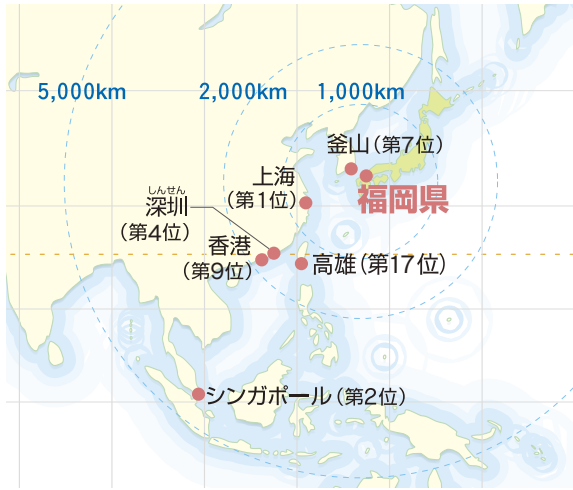 5,000km
2,000km
1,000km
釜山(第7位)
福岡県
上海
(第1位)
しんせん
深圳
(第4位)
香港
(第9位)
高雄(第17位)
シンガポール(第2位)